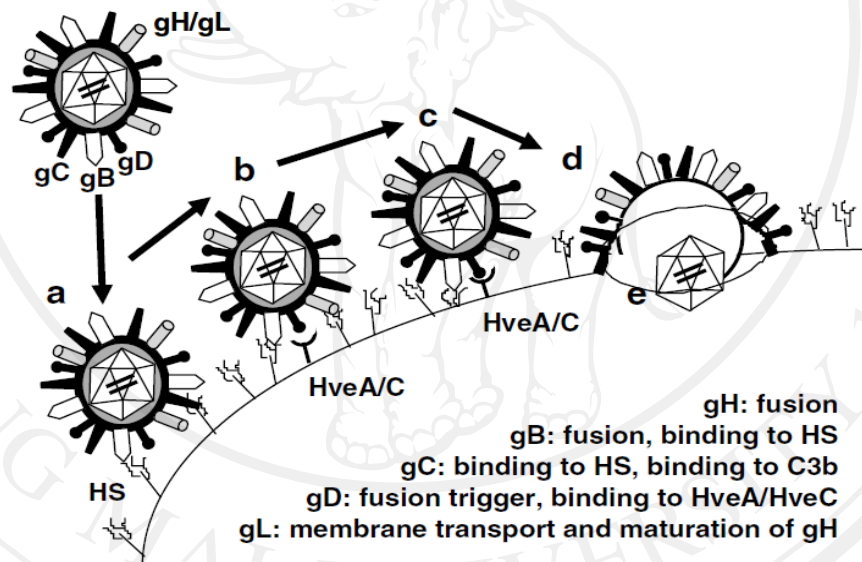 gH/gL
gC
gB
gD
a
b
c
d
e
HS
HveA/C
HveA/C
gH: fusion
gB: fusion, binding to HS
gC: binding to HS, binding to C3b
gD: fusion trigger, binding to HveA/HveC
gL: membrane transport and maturation of gH